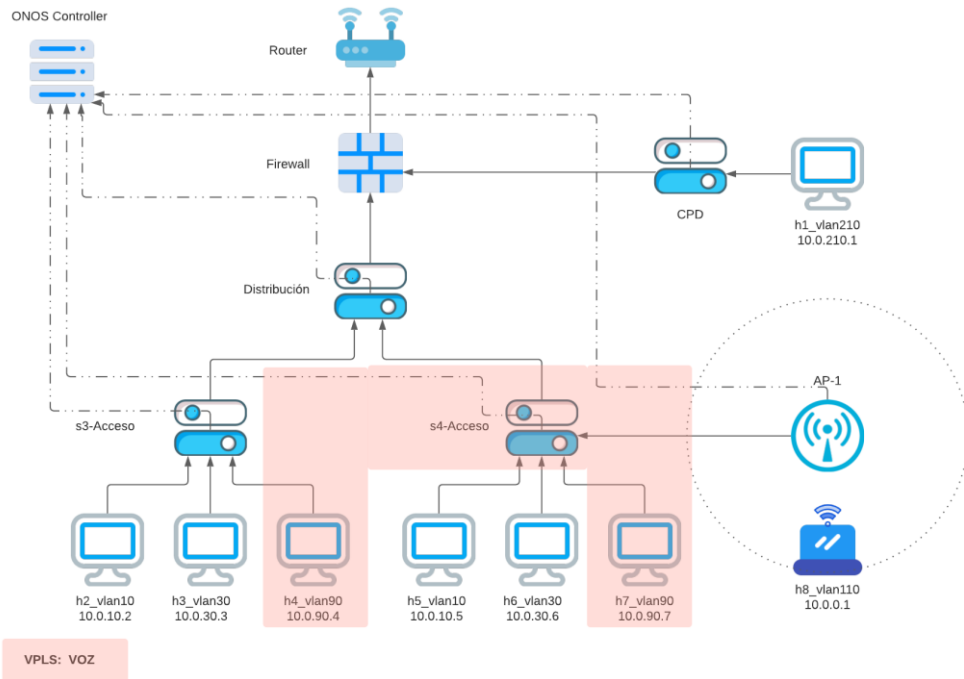 ONOS Controller
Router
Firewall
CPD
h1_vlan210
10.0.210.1
Distribución
AP-1
s3-Acceso
s4-Acceso
h2_vlan10
10.0.10.2
h3_vlan30
10.0.30.3
h4_vlan90
10.0.90.4
h5_vlan10
10.0.10.5
h6_vlan30
10.0.30.6
h7_vlan90
10.0.90.7
h8_vlan110
10.0.0.1
VPLS: VOZ